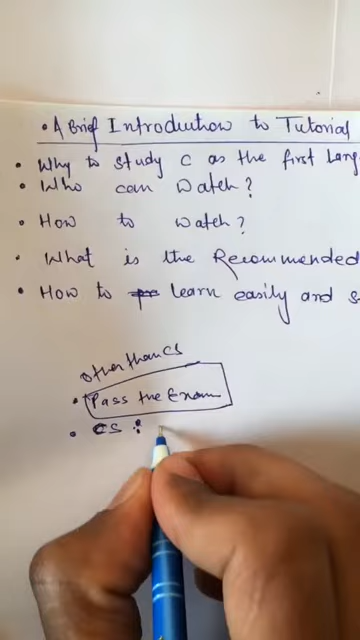 • A Brief Introduction to Tutorial
• Why to study C as the first Lang
• Who can watch?
• How to watch?
• What is the Recommended
• How to learn easily and s
other than CS
• Pass the Exam
• CS :